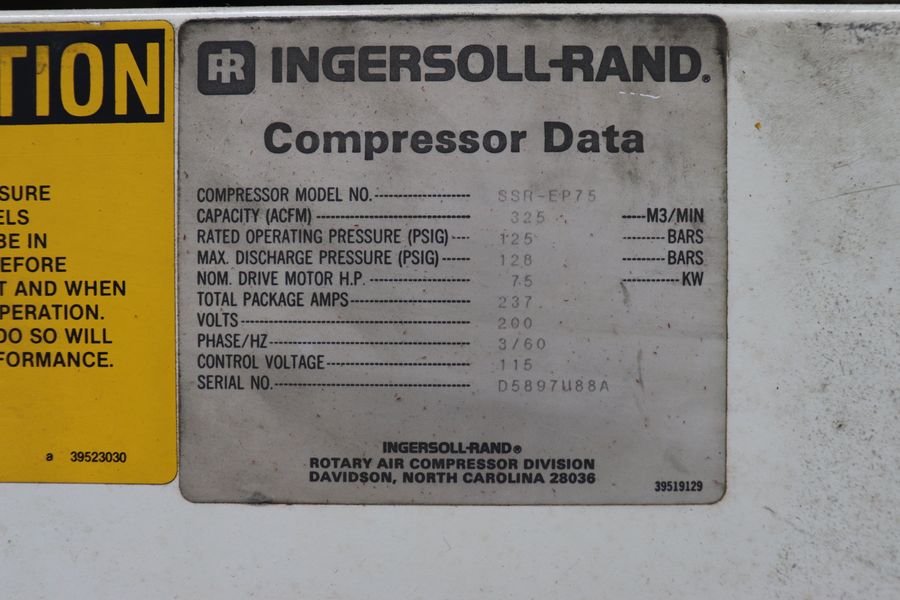 TION
SURE
ELS
BE IN
EFORE
T AND WHEN
PERATION.
DO SO WILL
FORMANCE.
a 39523030
IR INGERSOLL-RAND®
Compressor Data
COMPRESSOR MODEL NO. SSR-EP75
CAPACITY (ACFM) 325 M3/MIN
RATED OPERATING PRESSURE (PSIG) 125 BARS
MAX. DISCHARGE PRESSURE (PSIG) 128 BARS
NOM. DRIVE MOTOR H.P. 75 KW
TOTAL PACKAGE AMPS 237
VOLTS 200
PHASE/HZ 3/60
CONTROL VOLTAGE 115
SERIAL NO. D5897U88A
INGERSOLL-RAND®
ROTARY AIR COMPRESSOR DIVISION
DAVIDSON, NORTH CAROLINA 28036
39519129